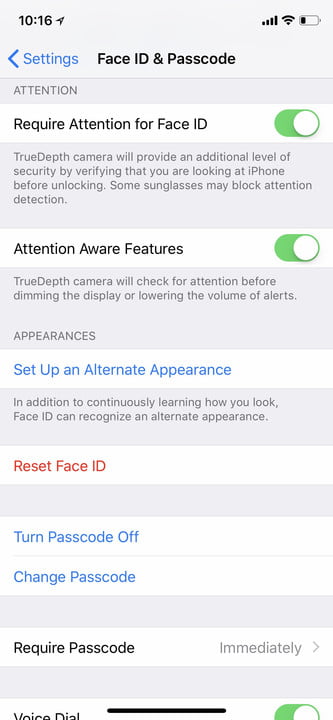 10:16
Settings
Face ID & Passcode
ATTENTION
Require Attention for Face ID
TrueDepth camera will provide an additional level of
security by verifying that you are looking at iPhone
before unlocking. Some sunglasses may block attention
detection.
Attention Aware Features
TrueDepth camera will check for attention before
dimming the display or lowering the volume of alerts.
APPEARANCES
Set Up an Alternate Appearance
In addition to continuously learning how you look,
Face ID can recognize an alternate appearance.
Reset Face ID
Turn Passcode Off
Change Passcode
Require Passcode Immediately
Voice Dial